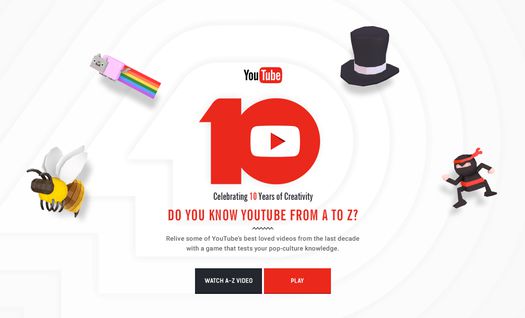 YouTube
10
Celebrating 10 Years of Creativity
DO YOU KNOW YOUTUBE FROM A TO Z?
Relive some of YouTube's best loved videos from the last decade
with a game that tests your pop-culture knowledge.
WATCH A-Z VIDEO PLAY